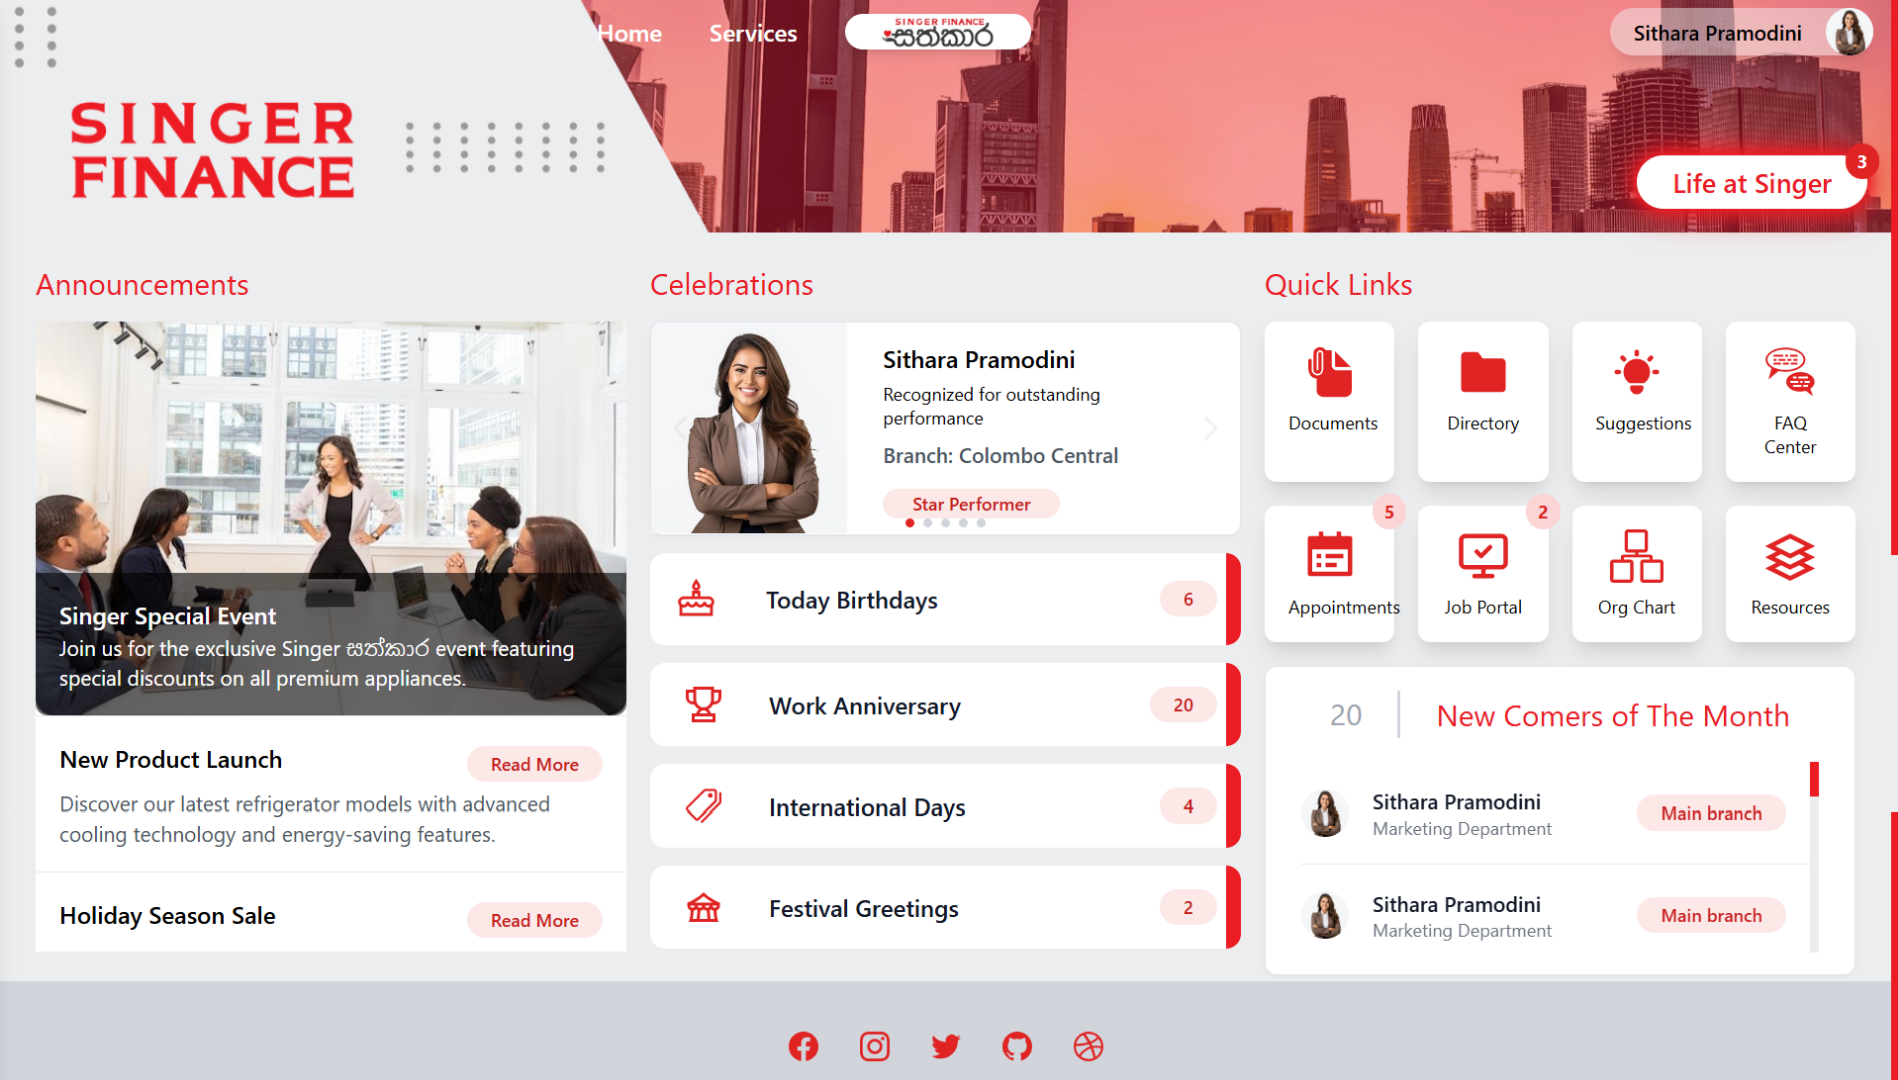 Home
Services
SINGER FINANCE
සත්කාර
Sithara Pramodini
SINGER
FINANCE
3
Life at Singer
Announcements
Singer Special Event
Join us for the exclusive Singer සත්කාර event featuring
special discounts on all premium appliances.
New Product Launch
Read More
Discover our latest refrigerator models with advanced
cooling technology and energy-saving features.
Holiday Season Sale
Read More
Celebrations
Sithara Pramodini
Recognized for outstanding
performance
Branch: Colombo Central
Star Performer
Today Birthdays
6
Work Anniversary
20
International Days
4
Festival Greetings
2
Quick Links
Documents
Directory
Suggestions
FAQ
Center
5
Appointments
2
Job Portal
Org Chart
Resources
20
New Comers of The Month
Sithara Pramodini
Marketing Department
Main branch
Sithara Pramodini
Marketing Department
Main branch